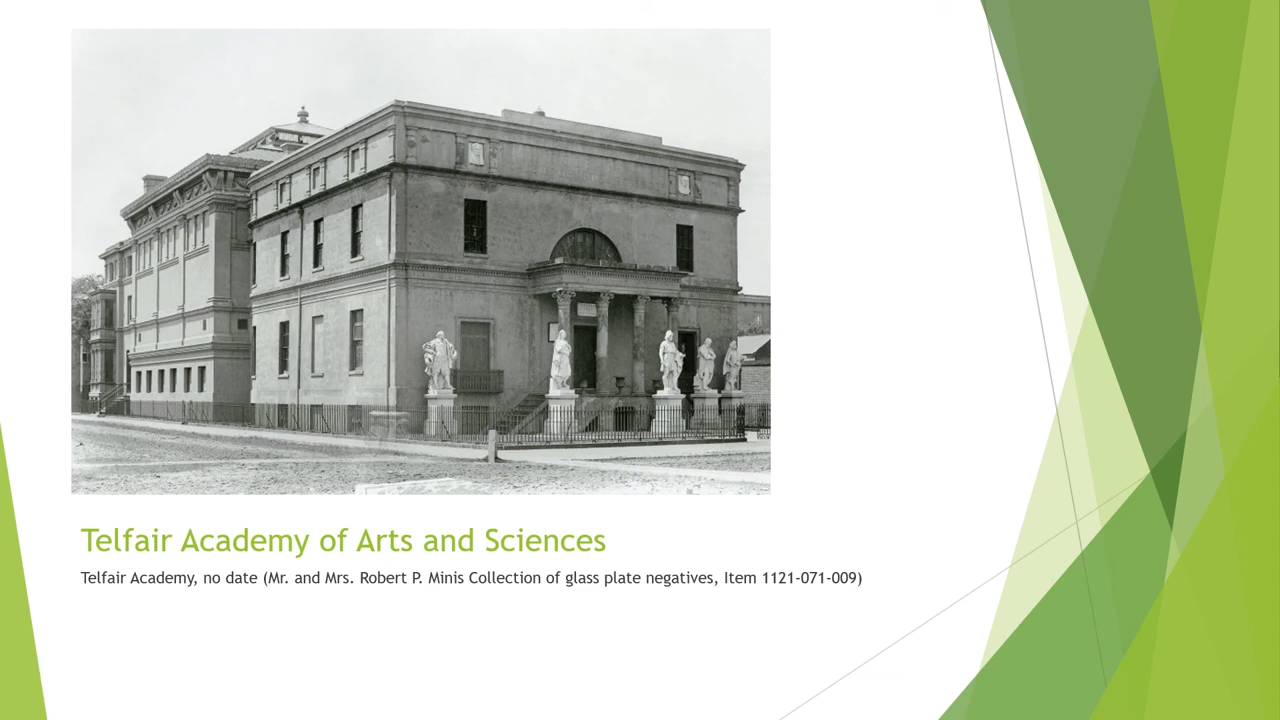 Telfair Academy of Arts and Sciences
Telfair Academy, no date (Mr. and Mrs. Robert P. Minis Collection of glass plate negatives, Item 1121-071-009)